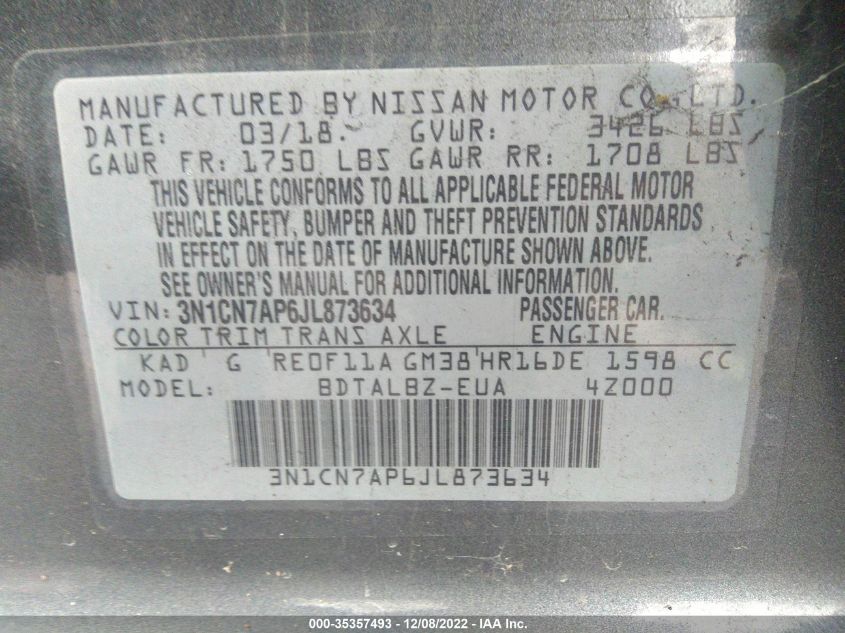 MANUFACTURED BY NISSAN MOTOR CO.,LTD.
DATE: 03/18. GVWR: 3426 LBS
GAWR FR: 1750 LBS GAWR RR: 1708 LBS
THIS VEHICLE CONFORMS TO ALL APPLICABLE FEDERAL MOTOR
VEHICLE SAFETY, BUMPER AND THEFT PREVENTION STANDARDS
IN EFFECT ON THE DATE OF MANUFACTURE SHOWN ABOVE.
SEE OWNER'S MANUAL FOR ADDITIONAL INFORMATION.
VIN: 3N1CN7AP6JL873634 PASSENGER CAR.
COLOR TRIM TRANS AXLE ENGINE
KAD G RE0F11A GM38 HR16DE 1598 CC
MODEL: BDTALBZ-EUA 4Z000
3N1CN7AP6JL873634
000-35357493 - 12/08/2022 - IAA Inc.